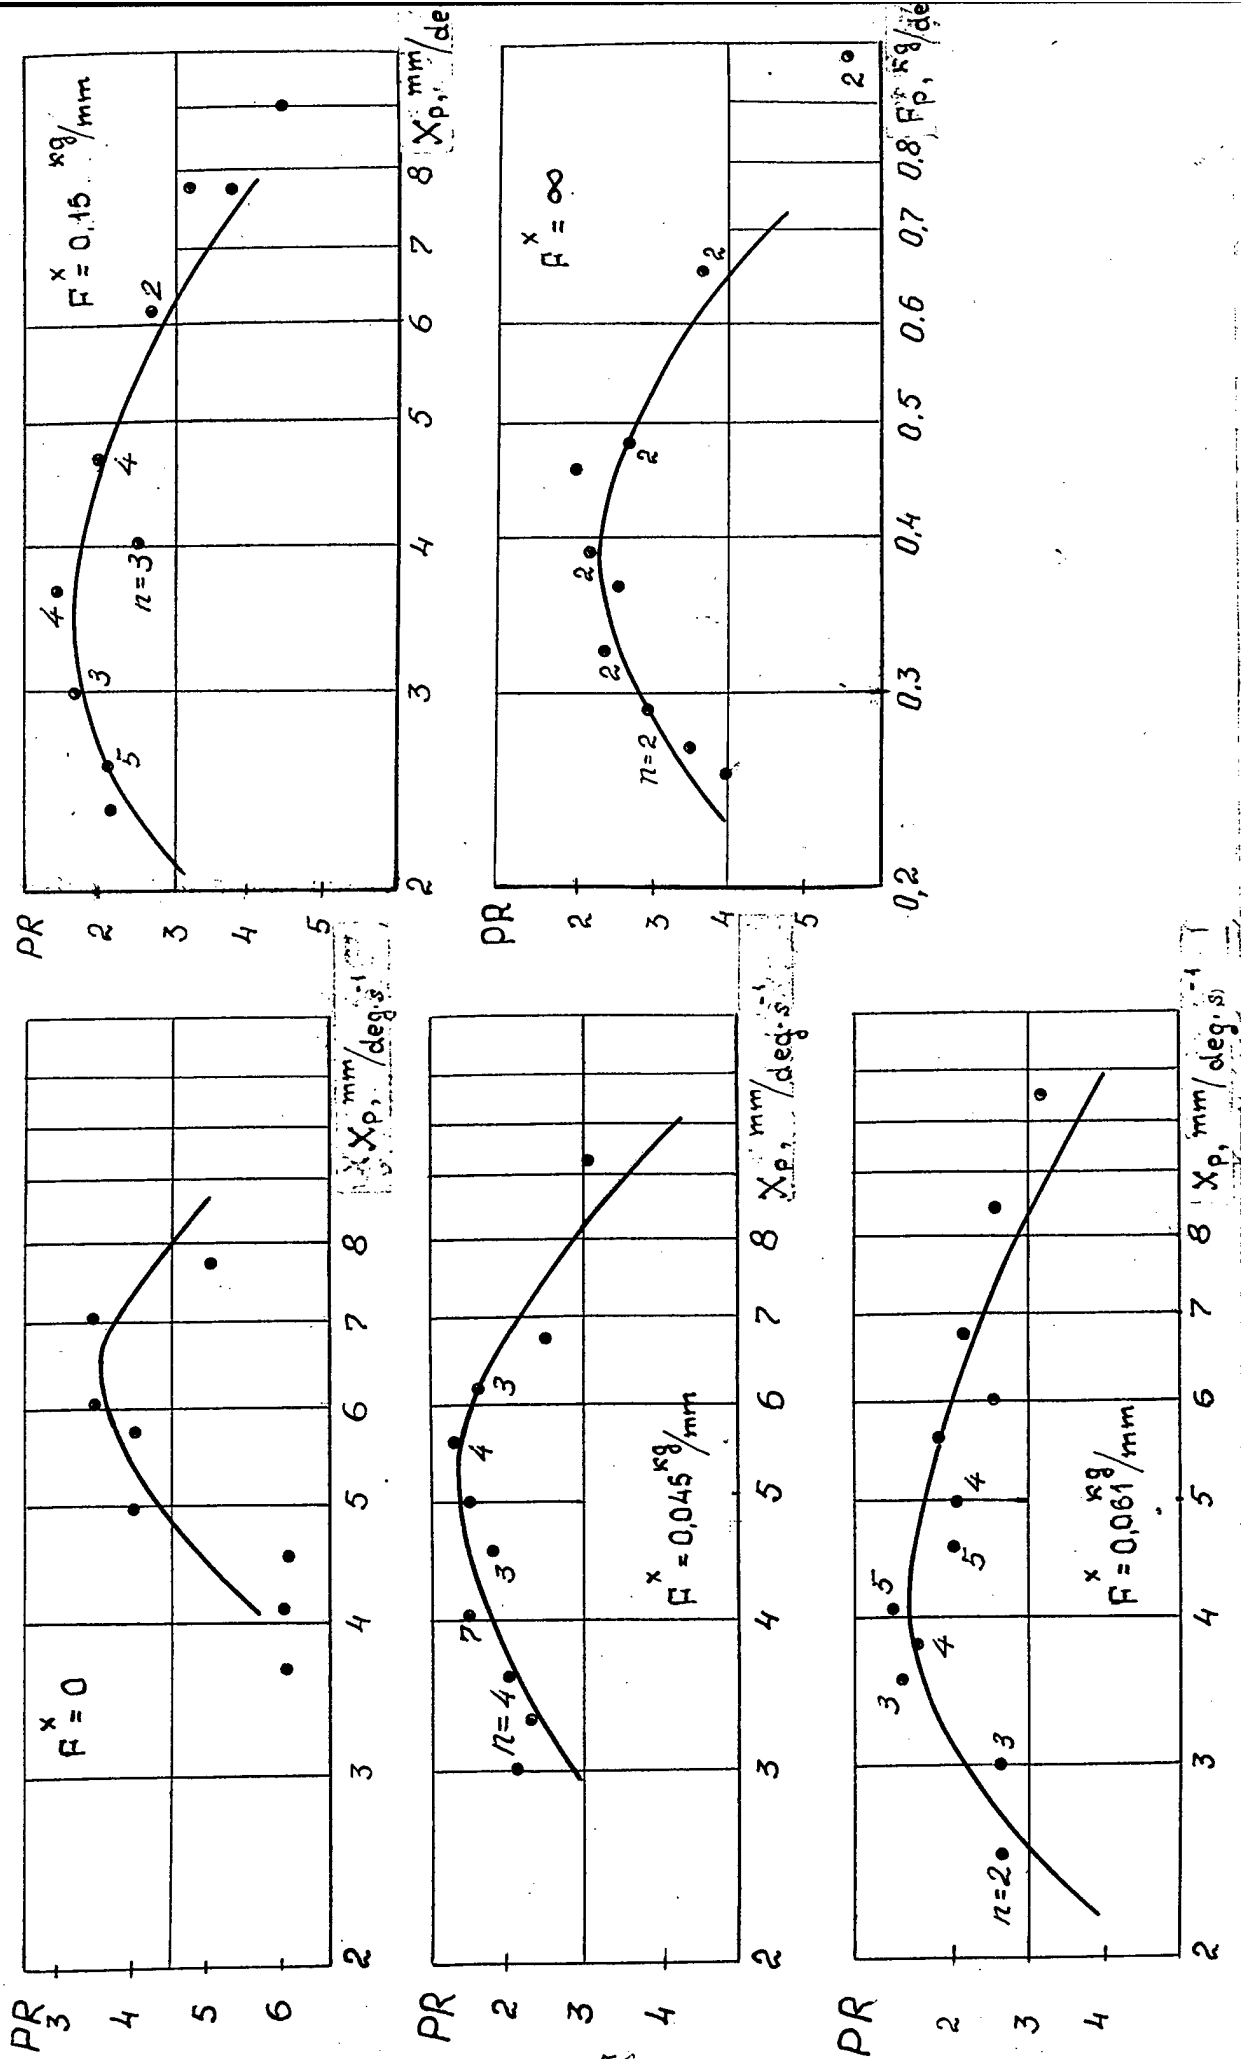 PR
3
4
5
6
F^x = 0
2 3 4 5 6 7 8 X_p, mm/deg·s⁻¹
PR
2
3
4
n=4 7 3 4 3
F^x = 0,045 kg/mm
2 3 4 5 6 7 8 X_p, mm/deg·s⁻¹
PR
2
3
4
n=2 3 3 4 5 5 4
F^x = 0,061 kg/mm
2 3 4 5 6 7 8 X_p, mm/deg·s⁻¹
PR
2
3
4
5
F^x = 0,15 kg/mm
5 3 4 n=3 4 2
2 3 4 5 6 7 8 X_p, mm/de
PR
2
3
4
5
F^x = ∞
n=2 2 2 2 2 2
0,2 0.3 0,4 0.5 0.6 0,7 0,8 F_p, kg/de